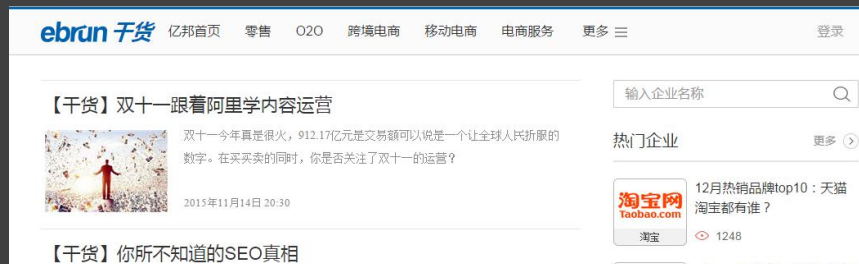 ebrun 干货 亿邦首页 零售 O2O 跨境电商 移动电商 电商服务 更多 登录
【干货】双十一跟着阿里学内容运营
双十一今年真是很火，912.17亿元是交易额可以说是一个让全球人民折服的
数字。在买买卖的同时，你是否关注了双十一的运营？
2015年11月14日 20:30
【干货】你所不知道的SEO真相
输入企业名称
热门企业 更多
淘宝网
Taobao.com
淘宝
12月热销品牌top10：天猫
淘宝都有谁？
1248